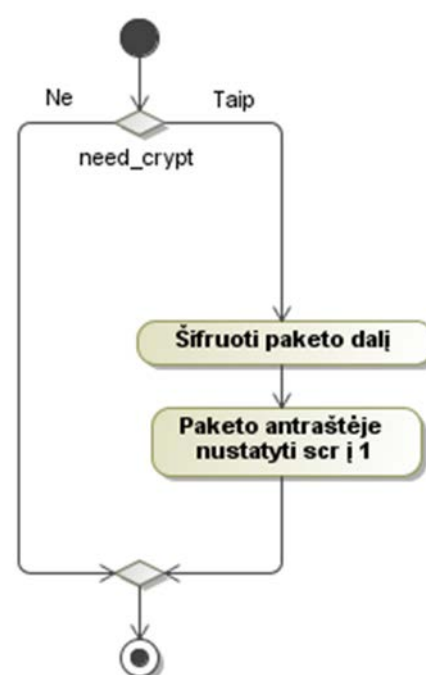 Ne
Taip
need_crypt
Šifruoti paketo dalį
Paketo antraštėje
nustatyti scr į 1